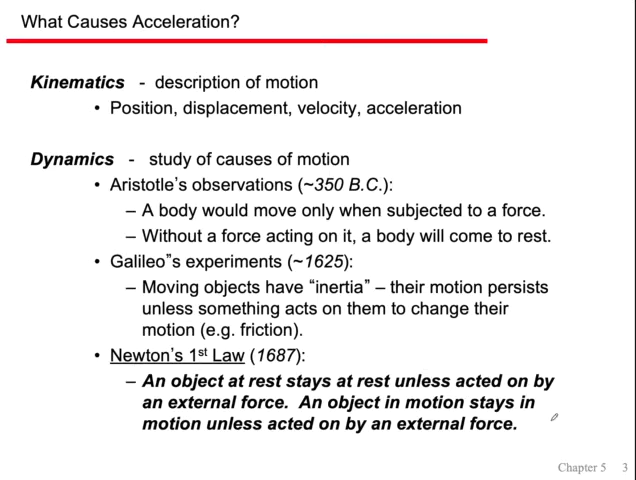 What Causes Acceleration?
Kinematics - description of motion
• Position, displacement, velocity, acceleration
Dynamics - study of causes of motion
• Aristotle's observations (~350 B.C.):
– A body would move only when subjected to a force.
– Without a force acting on it, a body will come to rest.
• Galileo”s experiments (~1625):
– Moving objects have “inertia” – their motion persists
unless something acts on them to change their
motion (e.g. friction).
• Newton's 1st Law (1687):
– An object at rest stays at rest unless acted on by
an external force. An object in motion stays in
motion unless acted on by an external force.
Chapter 5 3